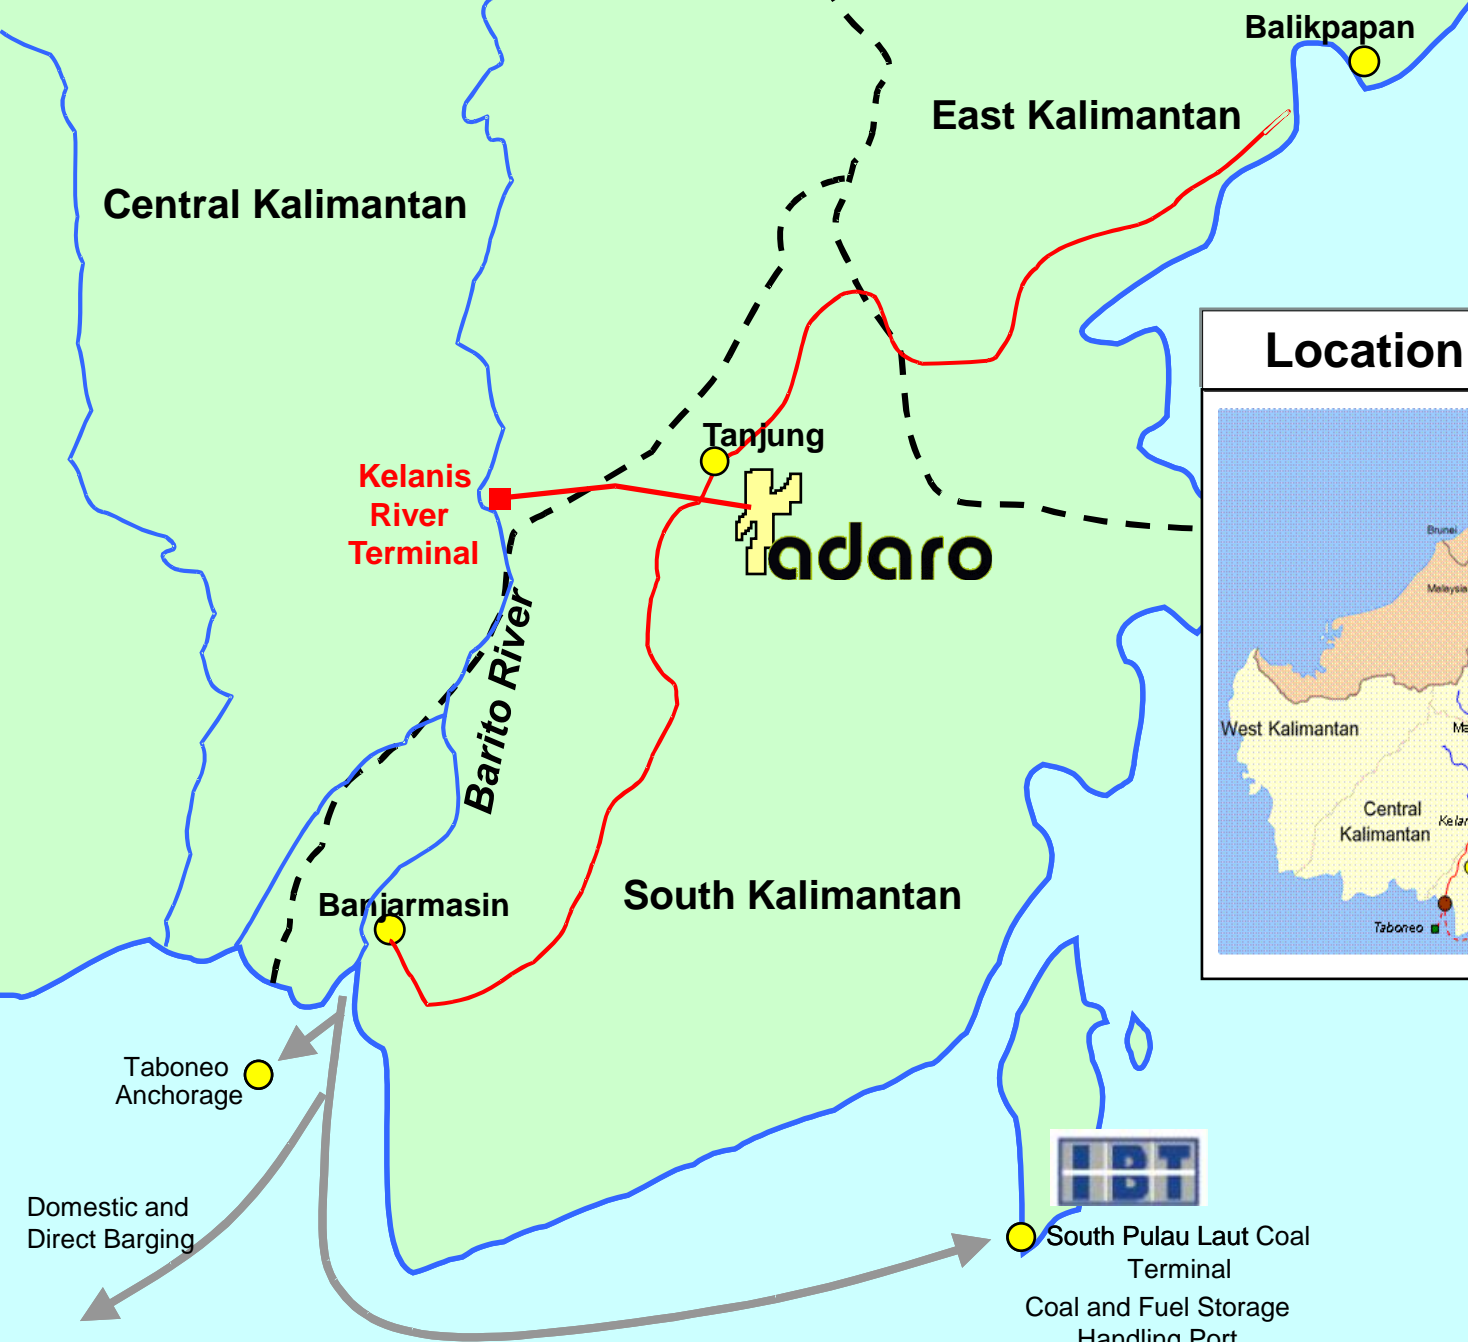 Balikpapan
East Kalimantan
Central Kalimantan
Location
Tanjung
Kelanis
River
Terminal
adaro
Barito River
Brunei
Malaysia
West Kalimantan
Central
Kalimantan
Taboneo
Banjarmasin
South Kalimantan
Taboneo
Anchorage
IBT
Domestic and
Direct Barging
South Pulau Laut Coal
Terminal
Coal and Fuel Storage
Handling Port